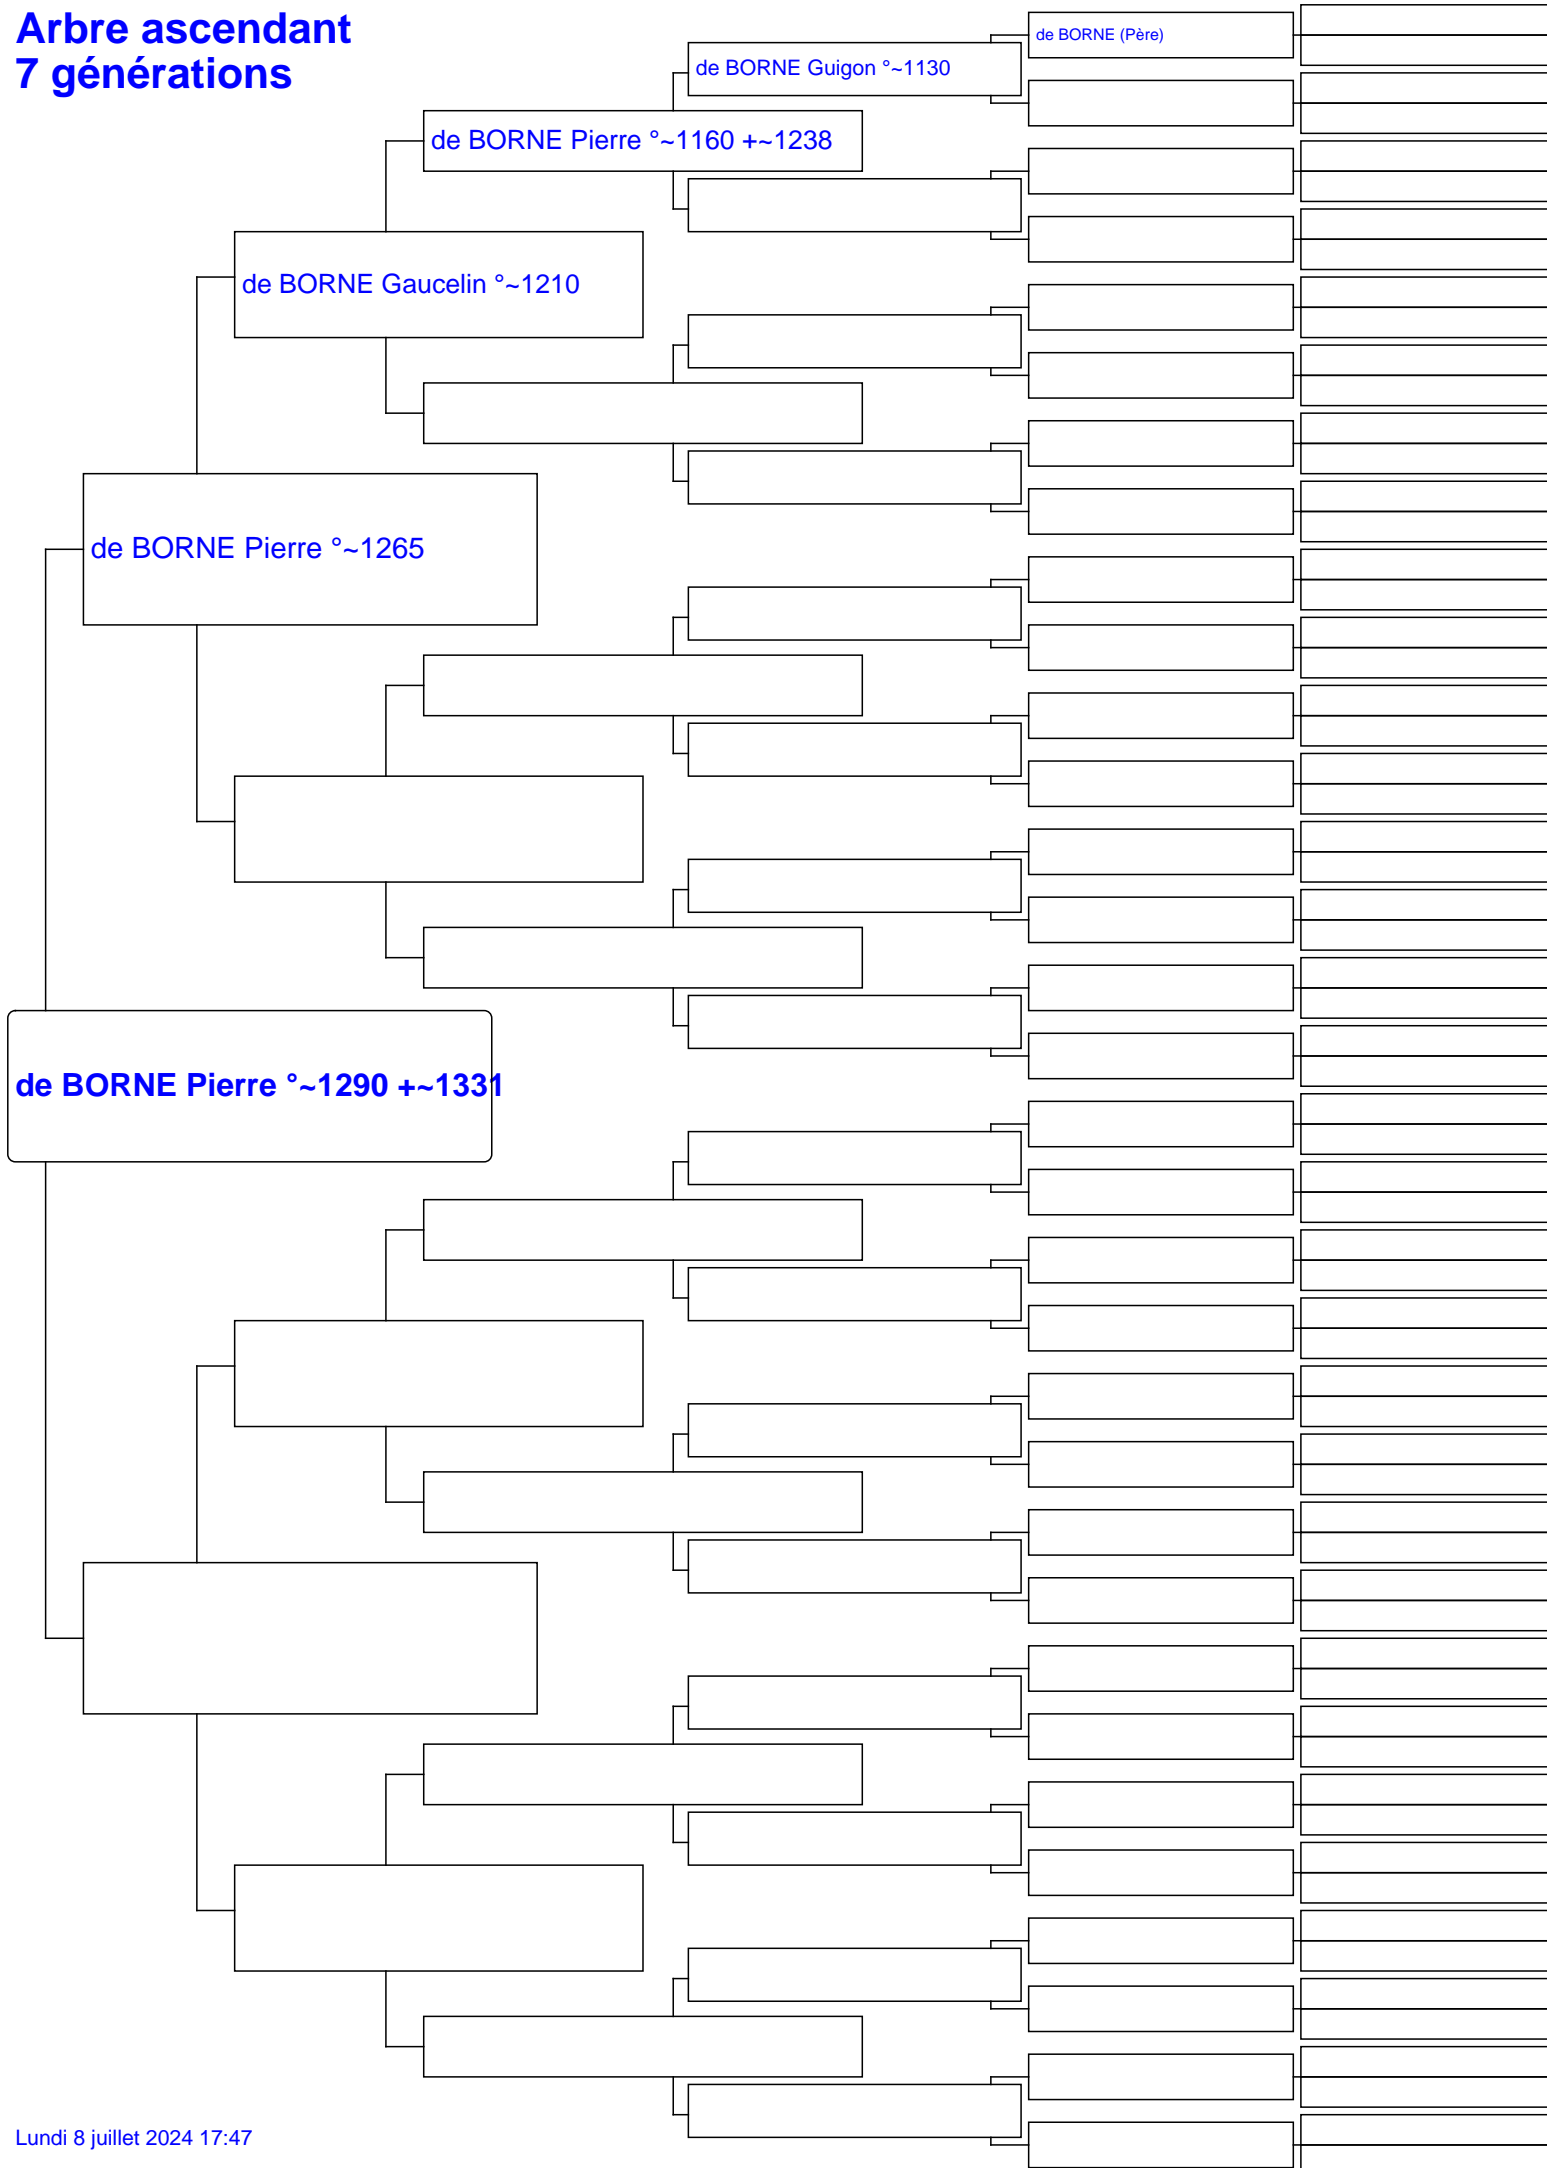 Arbre ascendant
7 générations
de BORNE (Père)
de BORNE Guigon °~1130
de BORNE Pierre °~1160 +~1238
de BORNE Gaucelin °~1210
de BORNE Pierre °~1265
de BORNE Pierre °~1290 +~1331
Lundi 8 juillet 2024 17:47